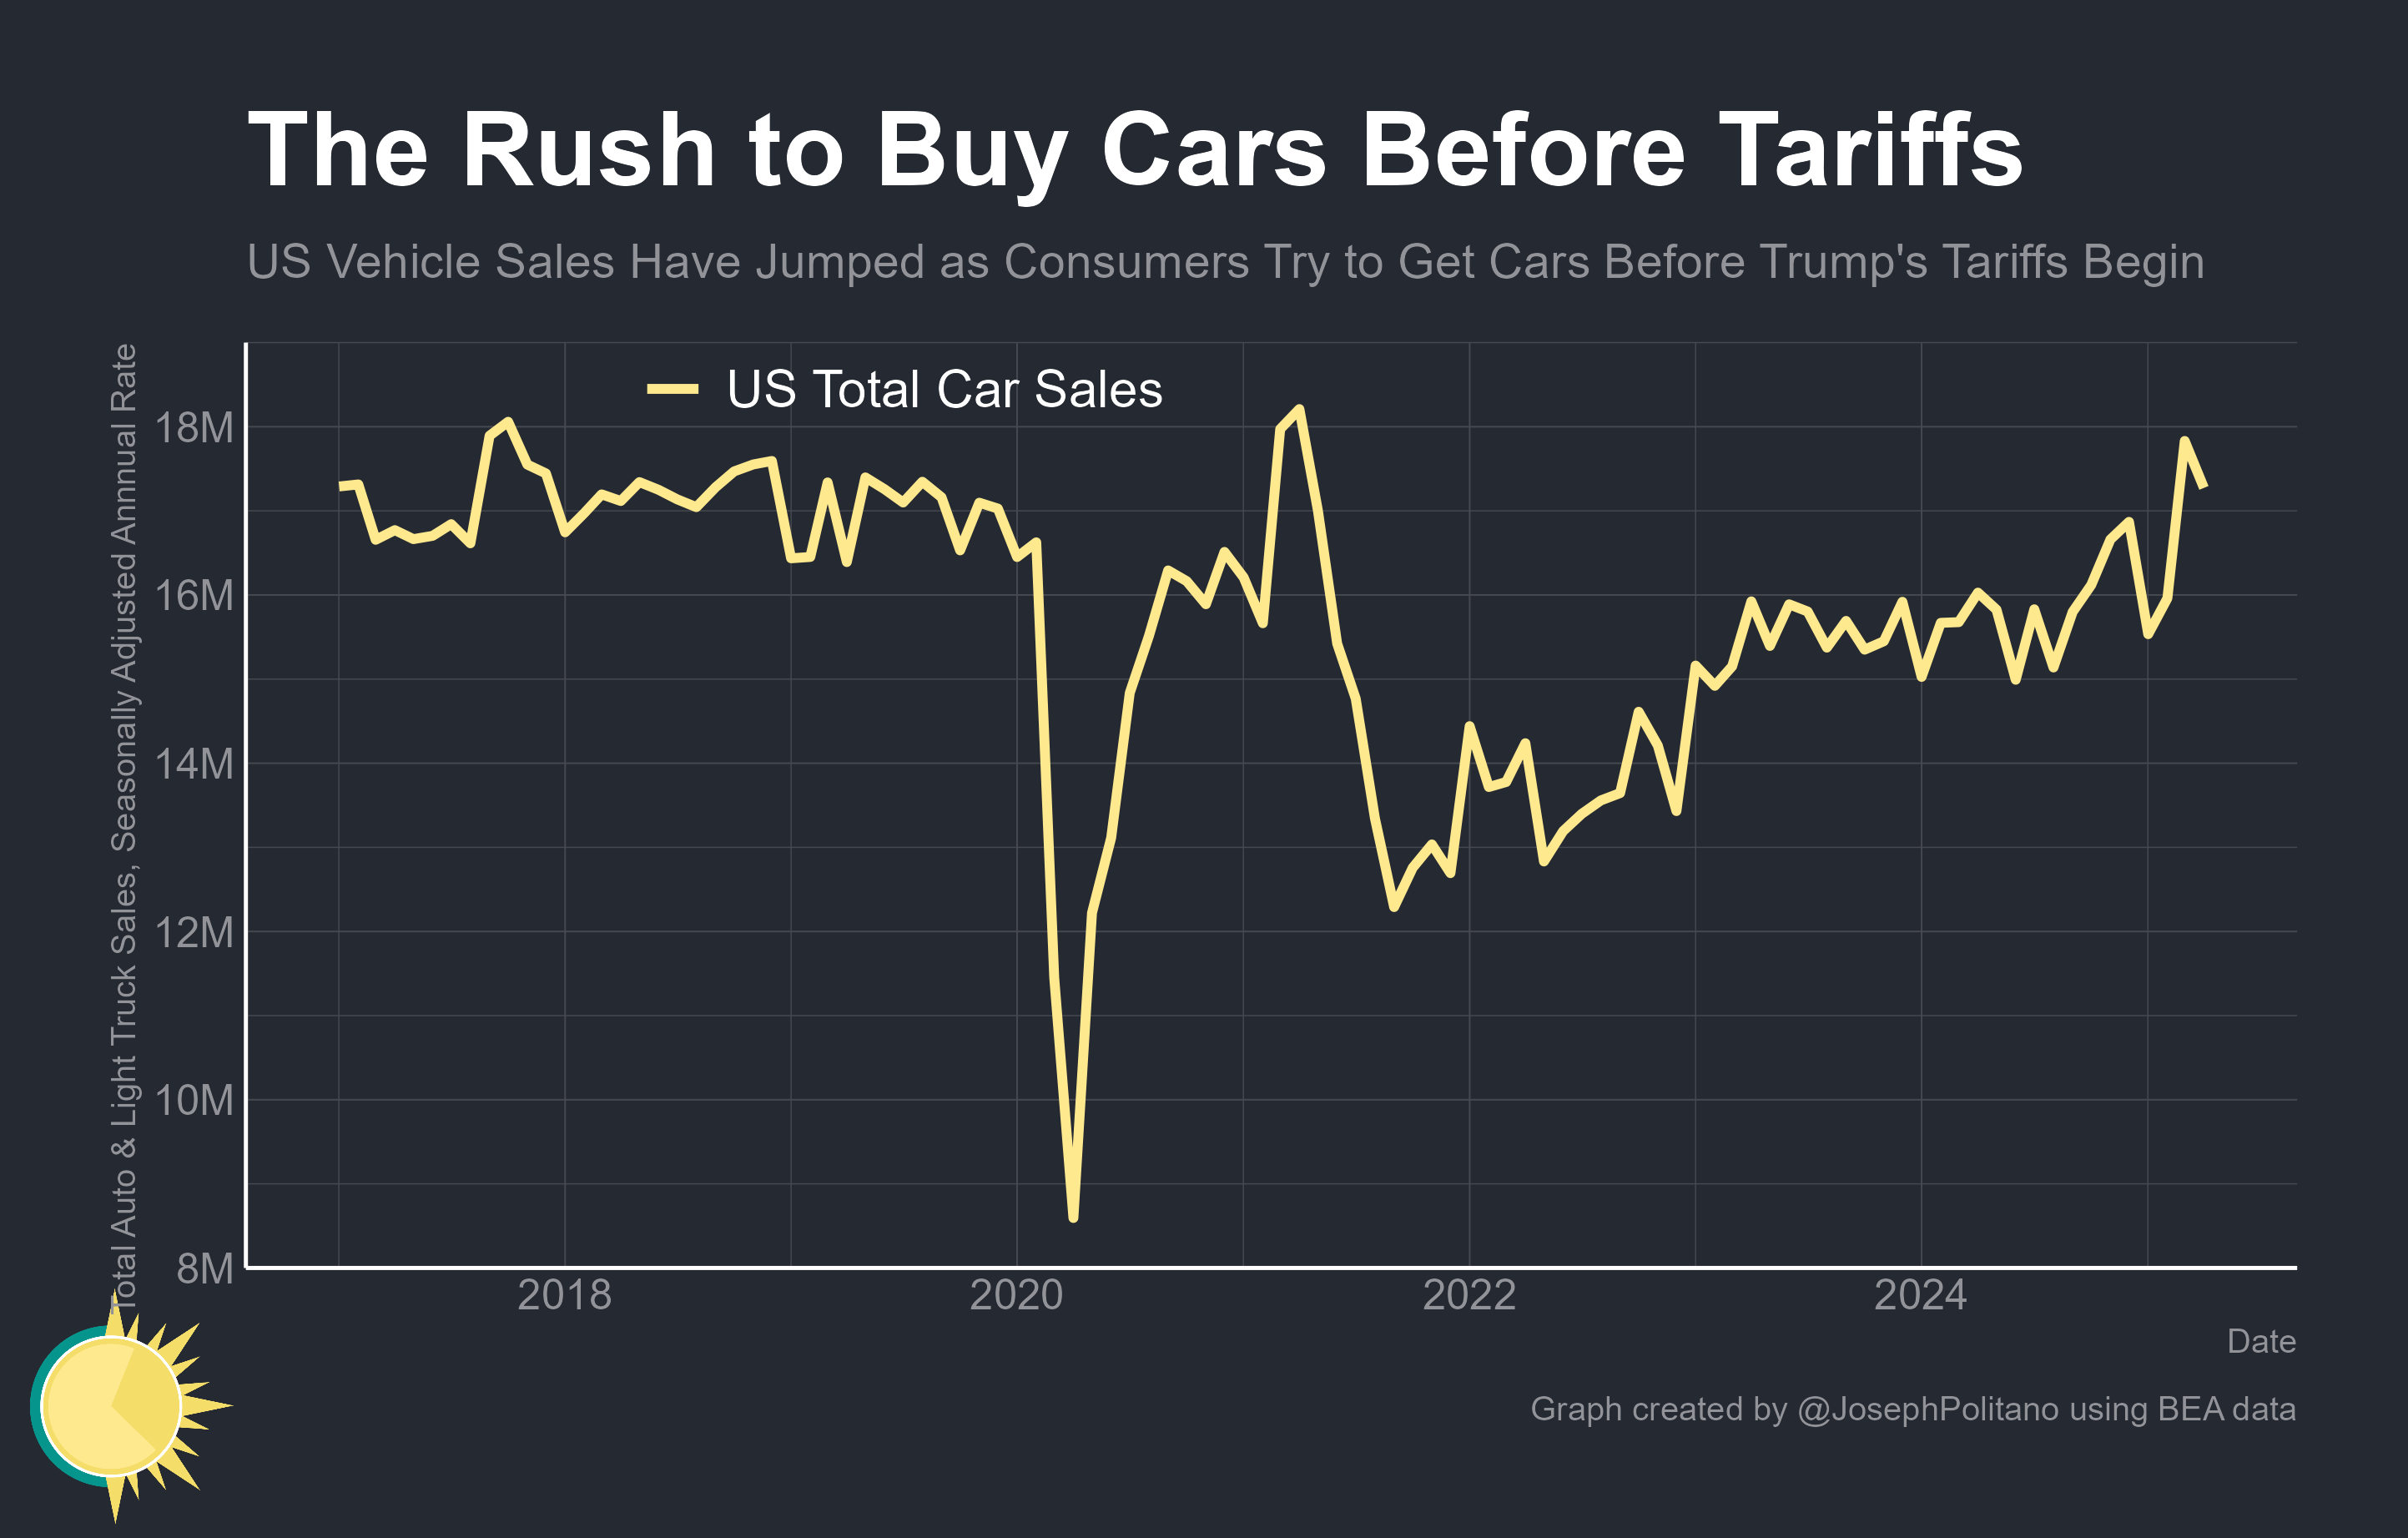 The Rush to Buy Cars Before Tariffs
US Vehicle Sales Have Jumped as Consumers Try to Get Cars Before Trump's Tariffs Begin
Total Auto & Light Truck Sales, Seasonally Adjusted Annual Rate
US Total Car Sales
18M
16M
14M
12M
10M
8M
2018
2020
2022
2024
Date
Graph created by @JosephPolitano using BEA data